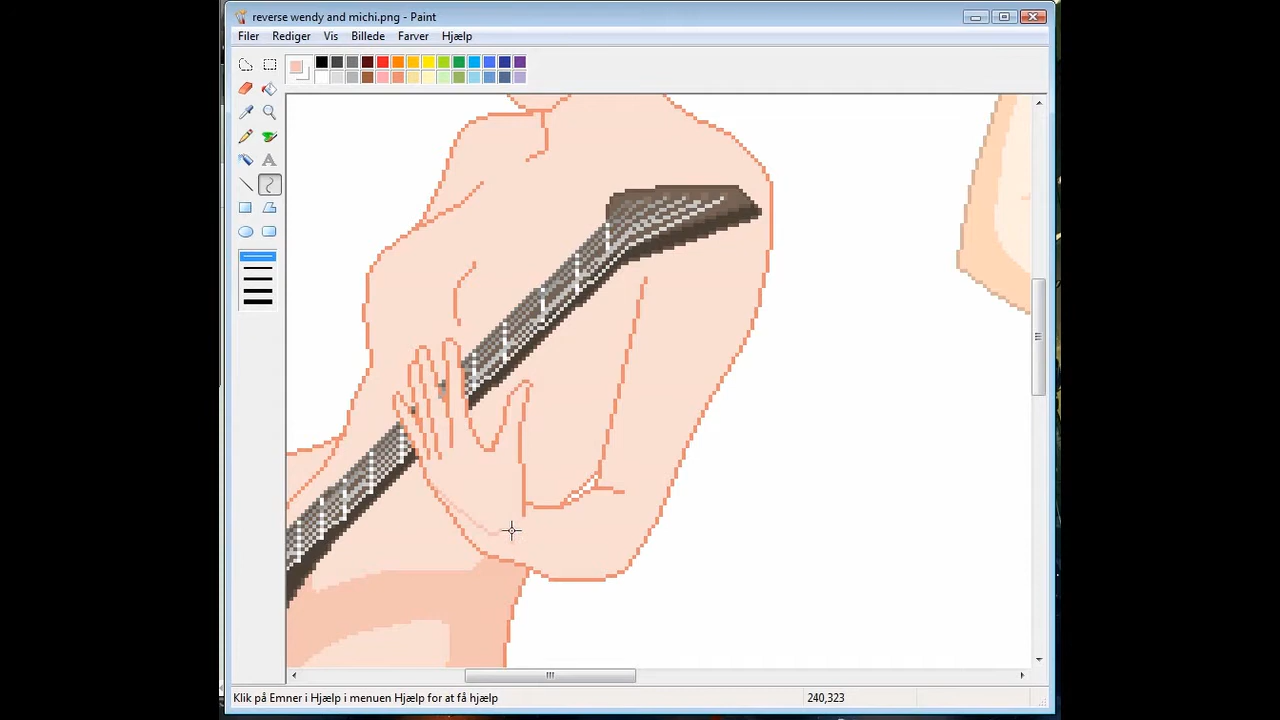 reverse wendy and michi.png - Paint
Filer Rediger Vis Billede Farver Hjælp
A
Klik på Emner i Hjælp i menuen Hjælp for at få hjælp 240,323